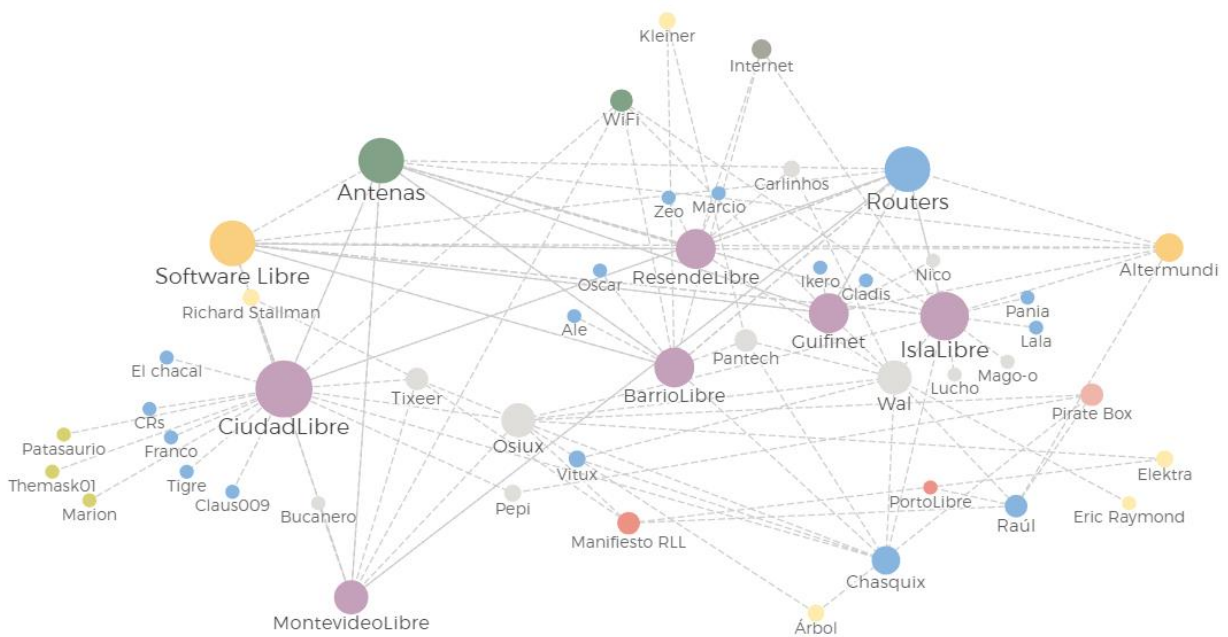 Kleiner
Internet
WiFi
Antenas
Carlinhos
Routers
Zeo
Marcio
Software Libre
ResendeLibre
Altermundi
Nico
Oscar
Ikero
Gladis
Richard Stallman
Pania
Ale
Guifinet
IslaLibre
Lala
Pantech
El chacal
Mago-o
Lucho
BarrioLibre
Tixeer
Wal
Pirate Box
CRs
CiudadLibre
Patasaurio
Franco
Osiux
Vitux
Elektra
Themask01
Tigre
Claus009
PortoLibre
Marion
Bucanero
Pepi
Eric Raymond
Raúl
Manifiesto RLL
Chasquix
MontevideoLibre
Árbol